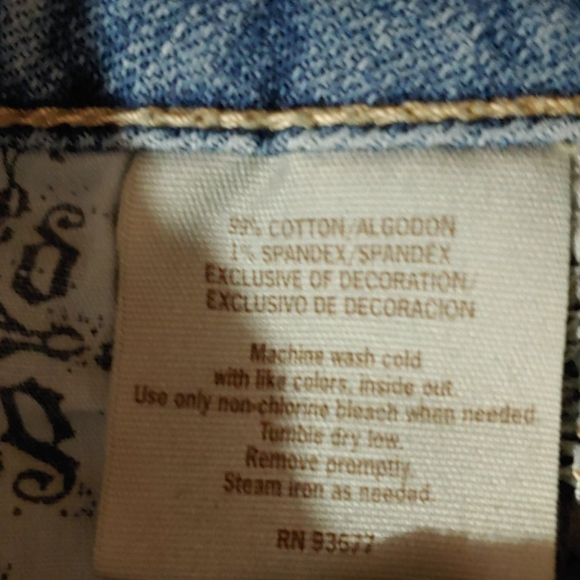 99% COTTON/ALGODON
1% SPANDEX/SPANDEX
EXCLUSIVE OF DECORATION/
EXCLUSIVO DE DECORACION
Machine wash cold
with like colors, inside out.
Use only non-chlorine bleach when needed.
Tumble dry low.
Remove promptly.
Steam iron as needed.
RN 93677